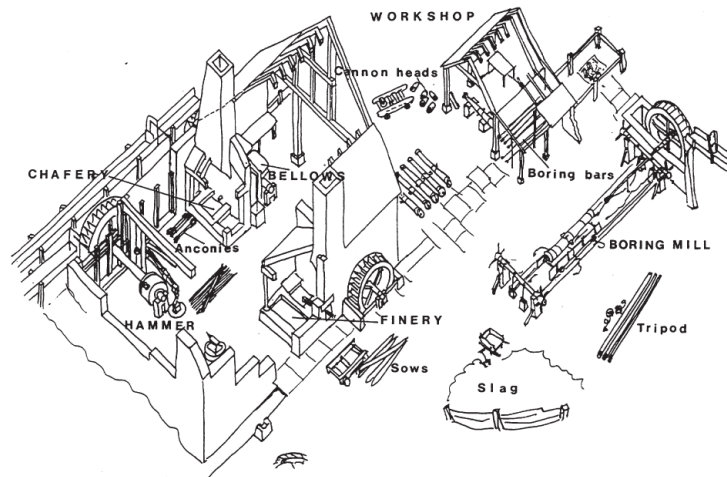 WORKSHOP
Cannon heads
CHAFERY
BELLOWS
Boring bars
Anconies
BORING MILL
HAMMER
FINERY
Tripod
Sows
Slag